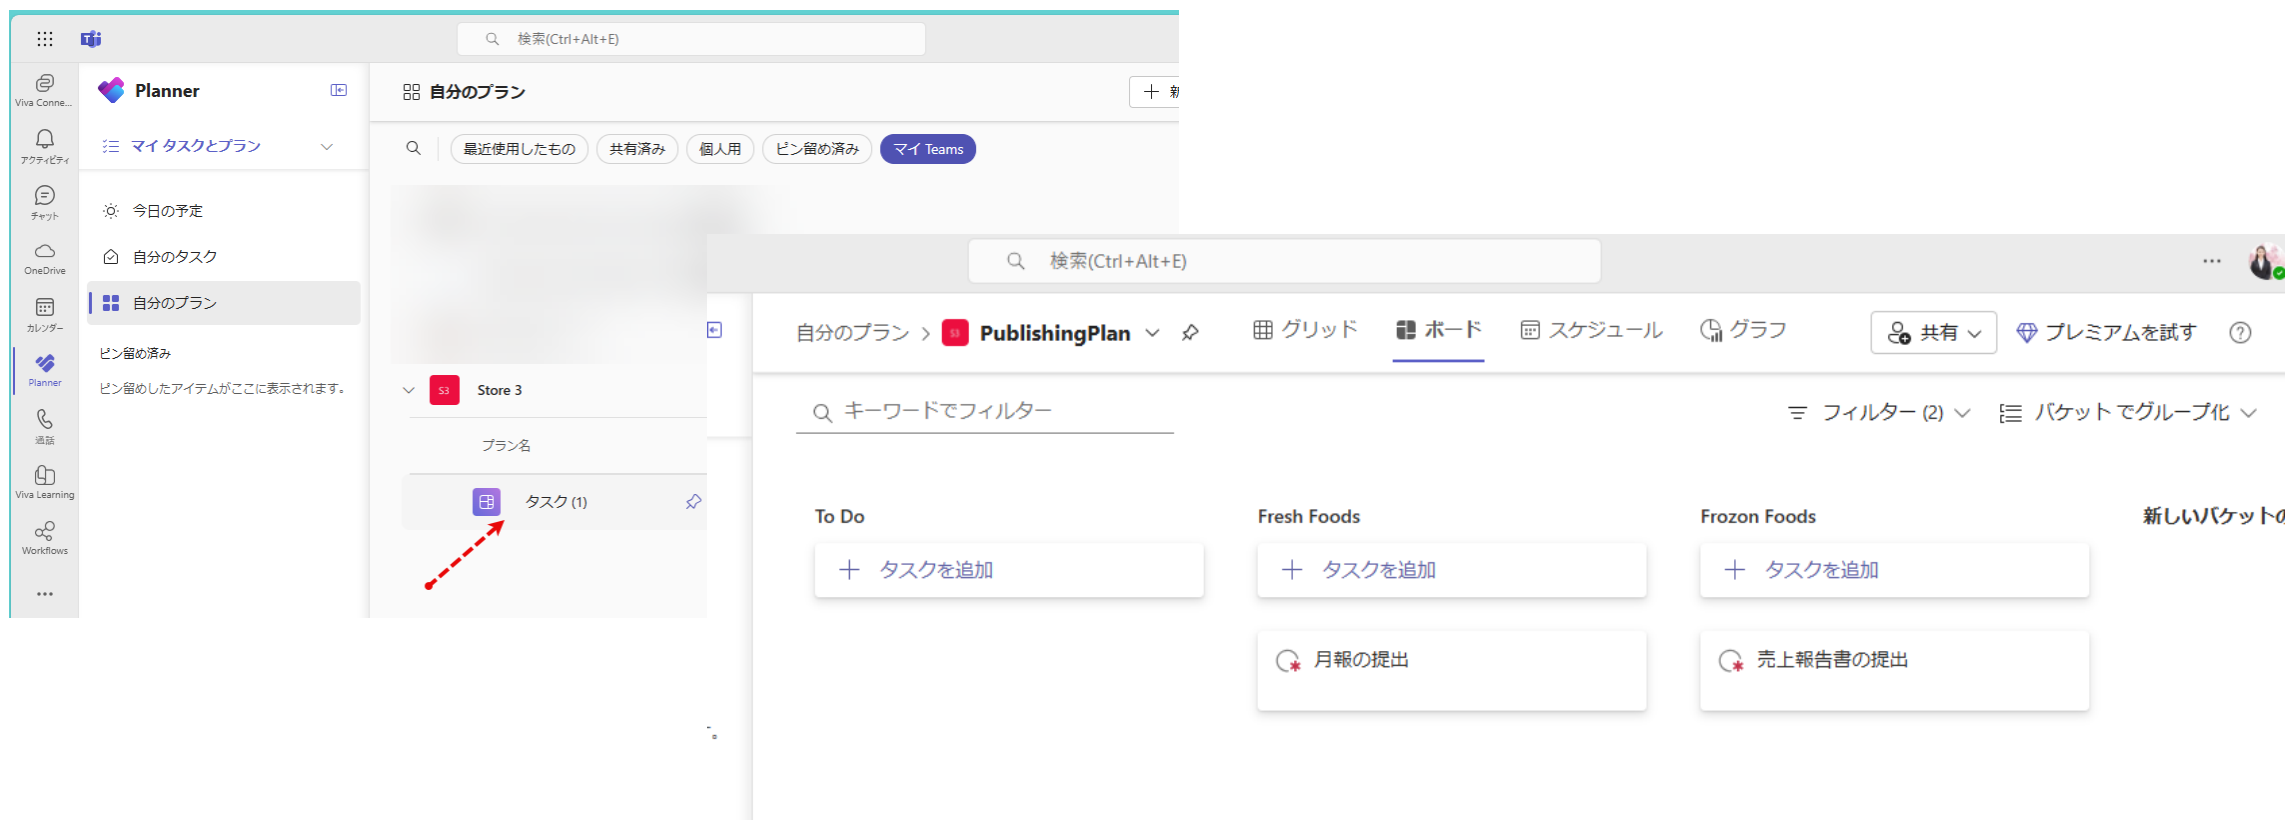 検索(Ctrl+Alt+E)
Viva Conne...
アクティビティ
チャット
OneDrive
カレンダー
Planner
通話
Viva Learning
Workflows
Planner
マイ タスクとプラン
今日の予定
自分のタスク
自分のプラン
ピン留め済み
ピン留めしたアイテムがここに表示されます。
自分のプラン
+ 新
最近使用したもの
共有済み
個人用
ピン留め済み
マイ Teams
S3 Store 3
プラン名
タスク (1)
検索(Ctrl+Alt+E)
自分のプラン > S3 PublishingPlan
グリッド
ボード
スケジュール
グラフ
共有
プレミアムを試す
キーワードでフィルター
フィルター (2)
バケット でグループ化
To Do
+ タスクを追加
Fresh Foods
+ タスクを追加
月報の提出
Frozon Foods
+ タスクを追加
売上報告書の提出
新しいバケットの
す。